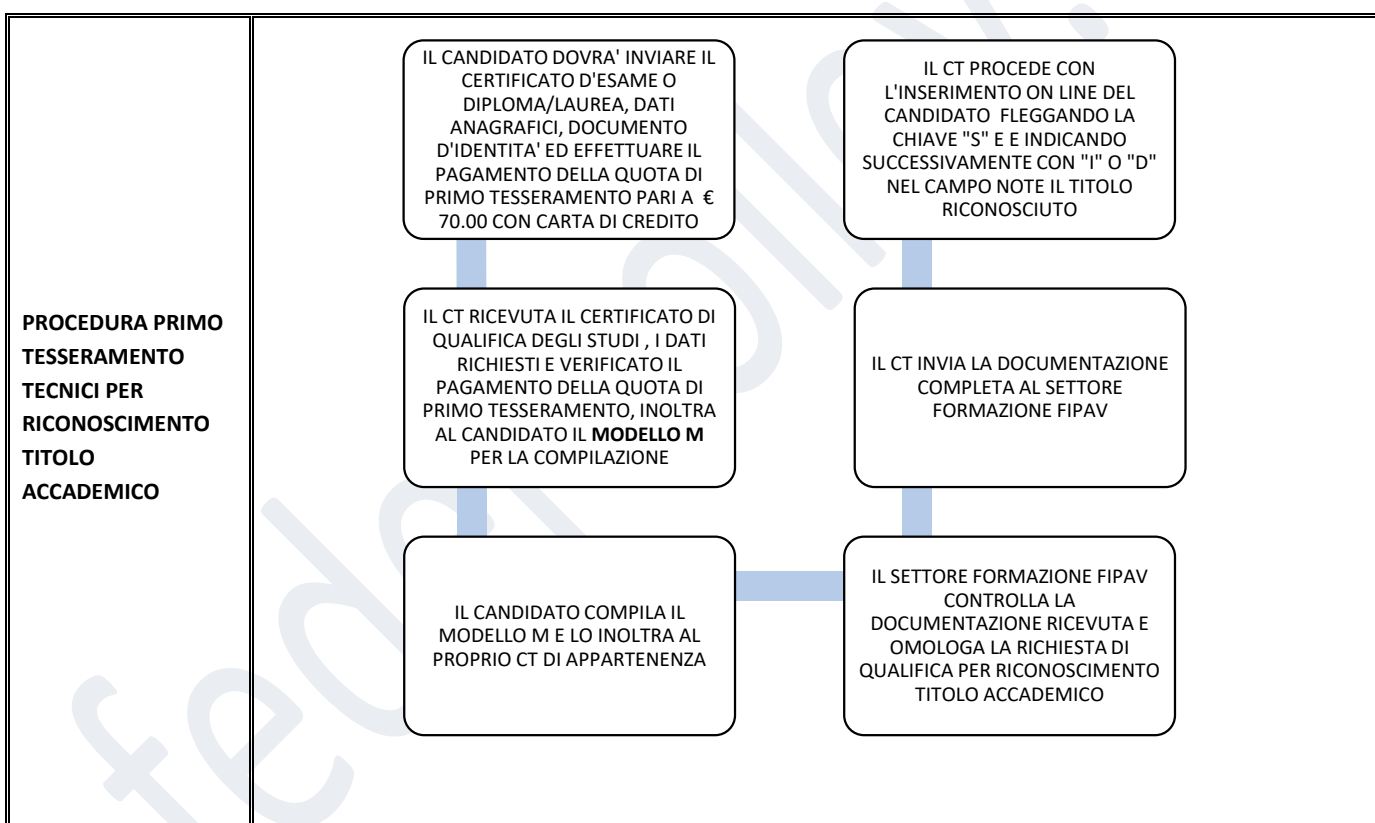 PROCEDURA PRIMO
TESSERAMENTO
TECNICI PER
RICONOSCIMENTO
TITOLO
ACCADEMICO
IL CANDIDATO DOVRA' INVIARE IL
CERTIFICATO D'ESAME O
DIPLOMA/LAUREA, DATI
ANAGRAFICI, DOCUMENTO
D'IDENTITA' ED EFFETTUARE IL
PAGAMENTO DELLA QUOTA DI
PRIMO TESSERAMENTO PARI A €
70.00 CON CARTA DI CREDITO
IL CT RICEVUTA IL CERTIFICATO DI
QUALIFICA DEGLI STUDI , I DATI
RICHIESTI E VERIFICATO IL
PAGAMENTO DELLA QUOTA DI
PRIMO TESSERAMENTO, INOLTRA
AL CANDIDATO IL MODELLO M
PER LA COMPILAZIONE
IL CANDIDATO COMPILA IL
MODELLO M E LO INOLTRA AL
PROPRIO CT DI APPARTENENZA
IL SETTORE FORMAZIONE FIPAV
CONTROLLA LA
DOCUMENTAZIONE RICEVUTA E
OMOLOGA LA RICHIESTA DI
QUALIFICA PER RICONOSCIMENTO
TITOLO ACCADEMICO
IL CT INVIA LA DOCUMENTAZIONE
COMPLETA AL SETTORE
FORMAZIONE FIPAV
IL CT PROCEDE CON
L'INSERIMENTO ON LINE DEL
CANDIDATO FLEGGANDO LA
CHIAVE "S" E E INDICANDO
SUCCESSIVAMENTE CON "I" O "D"
NEL CAMPO NOTE IL TITOLO
RICONOSCIUTO